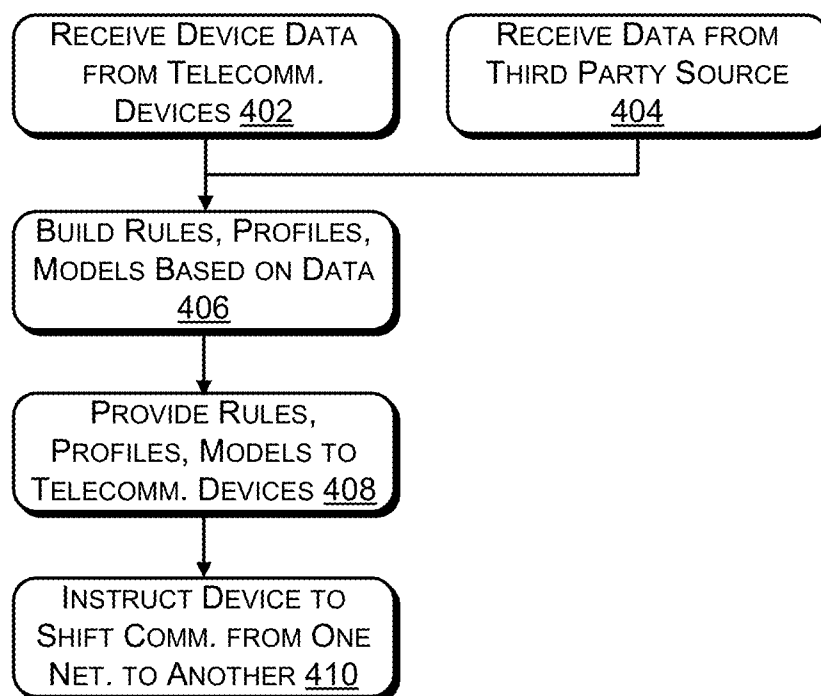 RECEIVE DEVICE DATA
FROM TELECOMM.
DEVICES 402
RECEIVE DATA FROM
THIRD PARTY SOURCE
404
BUILD RULES, PROFILES,
MODELS BASED ON DATA
406
PROVIDE RULES,
PROFILES, MODELS TO
TELECOMM. DEVICES 408
INSTRUCT DEVICE TO
SHIFT COMM. FROM ONE
NET. TO ANOTHER 410